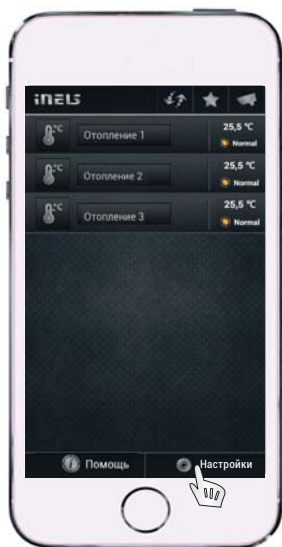 iNELS
°C
Отопление 1
25,5 °C
Normal
°C
Отопление 2
25,5 °C
Normal
°C
Отопление 3
25,5 °C
Normal
Помощь
Настройки